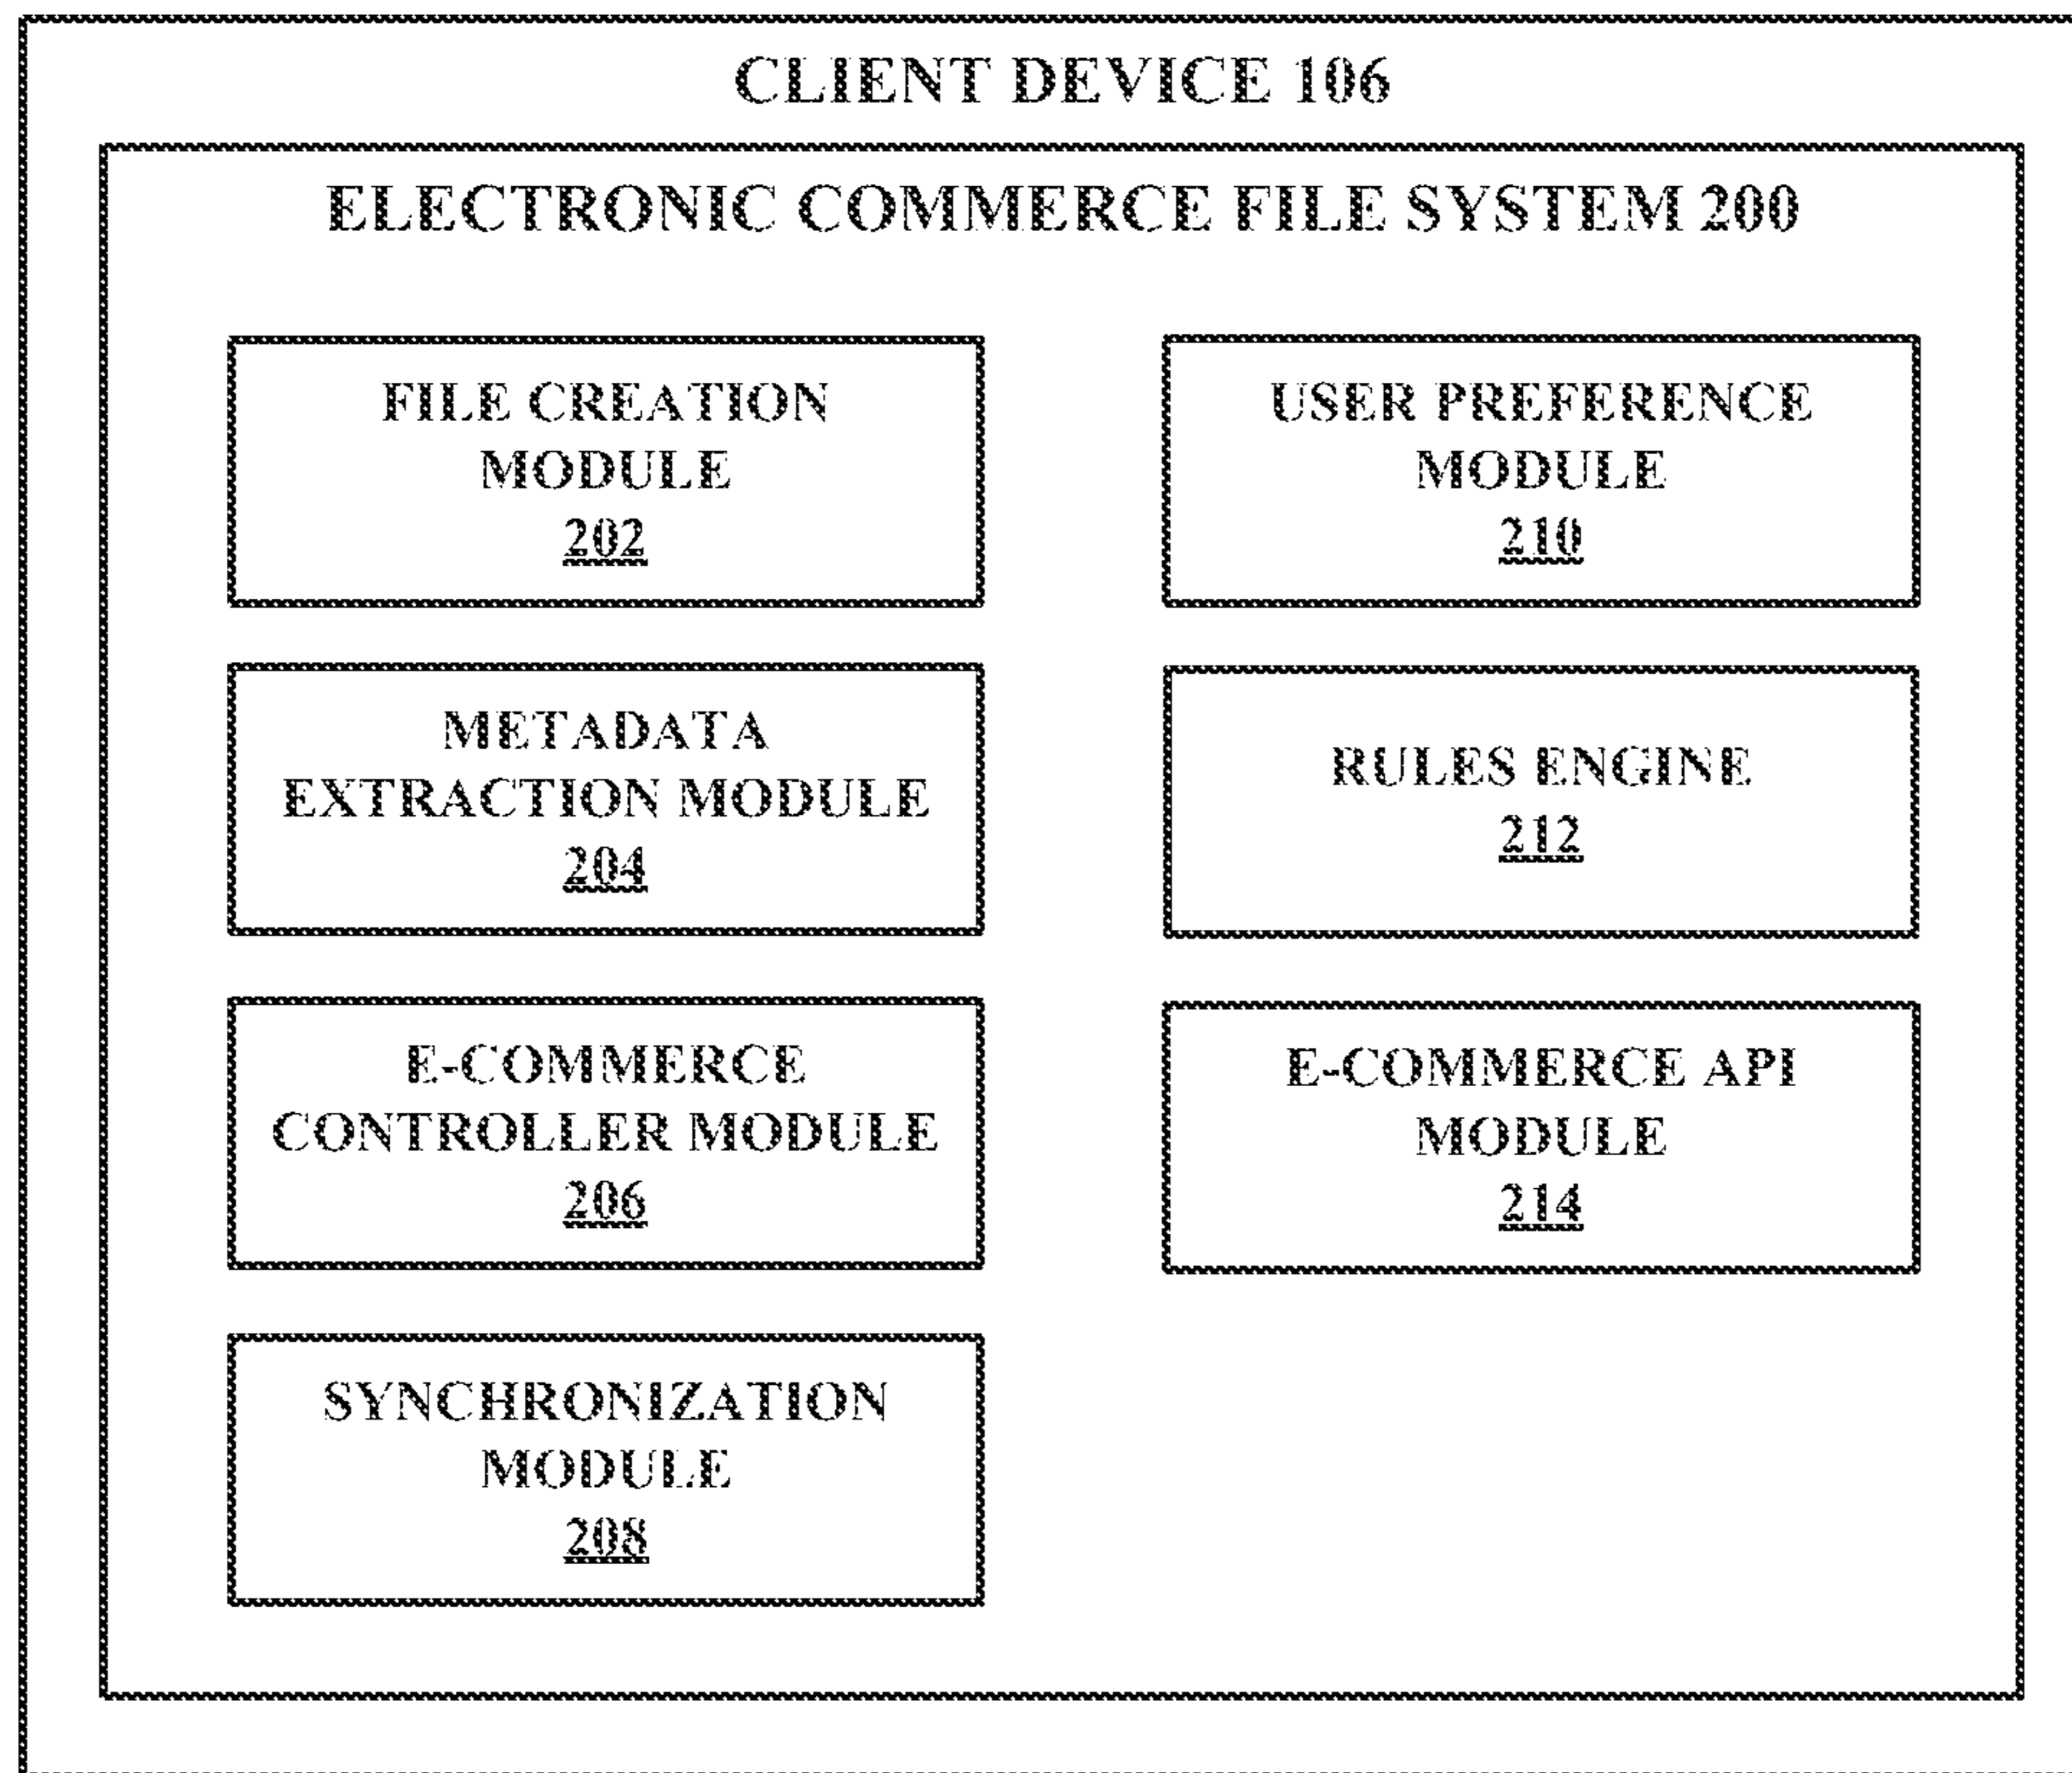 CLIENT DEVICE 106
ELECTRONIC COMMERCE FILE SYSTEM 200
FILE CREATION
MODULE
202
METADATA
EXTRACTION MODULE
204
E-COMMERCE
CONTROLLER MODULE
206
SYNCHRONIZATION
MODULE
208
USER PREFERENCE
MODULE
210
RULES ENGINE
212
E-COMMERCE API
MODULE
214